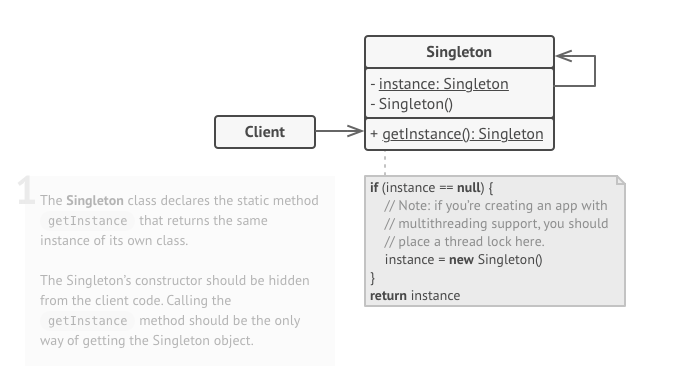 Singleton
- instance: Singleton
- Singleton()
+ getInstance(): Singleton
Client
1
The Singleton class declares the static method
getInstance that returns the same
instance of its own class.
The Singleton's constructor should be hidden
from the client code. Calling the
getInstance method should be the only
way of getting the Singleton object.
if (instance == null) {
// Note: if you're creating an app with
// multithreading support, you should
// place a thread lock here.
instance = new Singleton()
}
return instance